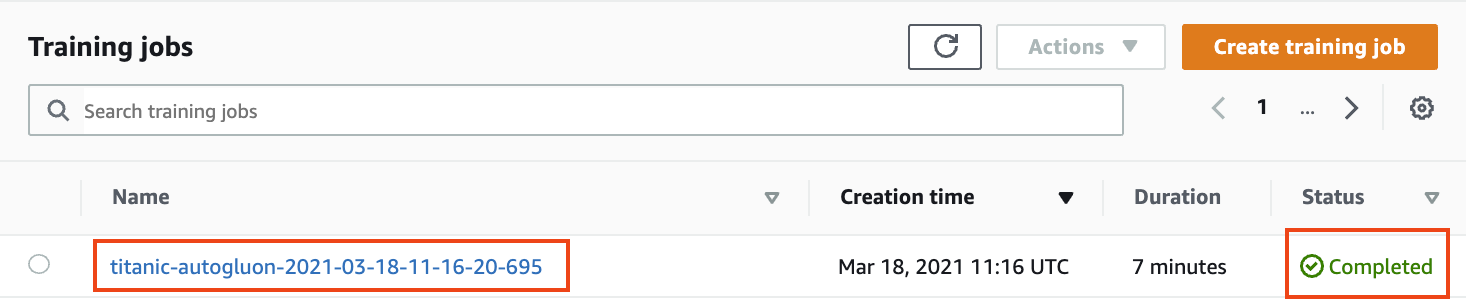 Training jobs
Actions
Create training job
Search training jobs
1 ...
Name Creation time Duration Status
titanic-autogluon-2021-03-18-11-16-20-695 Mar 18, 2021 11:16 UTC 7 minutes Completed